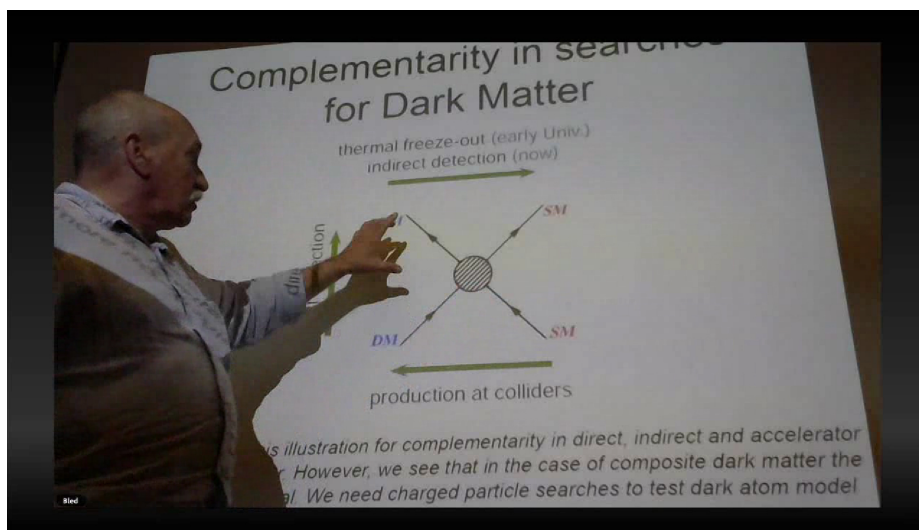 Complementarity in searches
for Dark Matter
thermal freeze-out (early Univ.)
indirect detection (now)
SM
DM
SM
production at colliders
is illustration for complementarity in direct, indirect and accelerator
r. However, we see that in the case of composite dark matter the
al. We need charged particle searches to test dark atom model
Bled